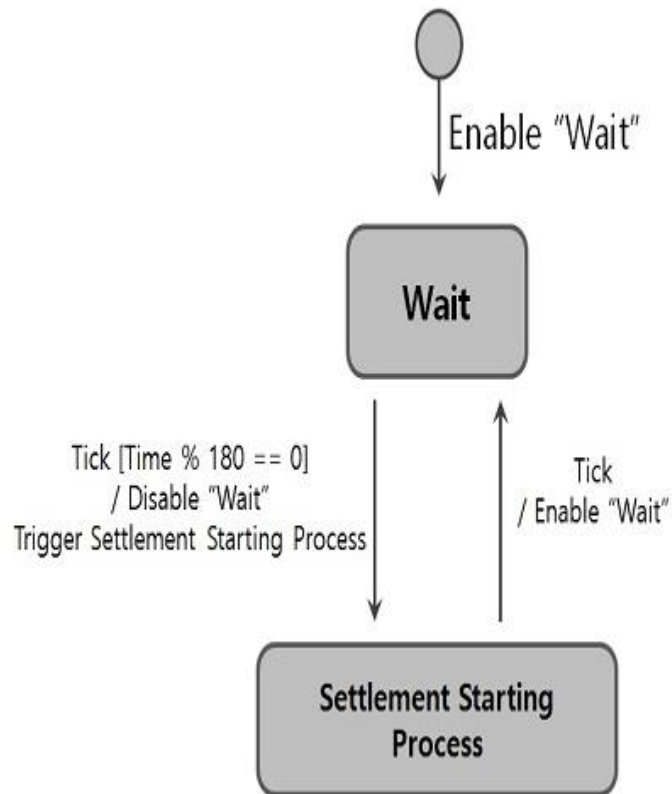 Enable "Wait"
Wait
Tick [Time % 180 == 0]
/ Disable "Wait"
Trigger Settlement Starting Process
Tick
/ Enable "Wait"
Settlement Starting
Process